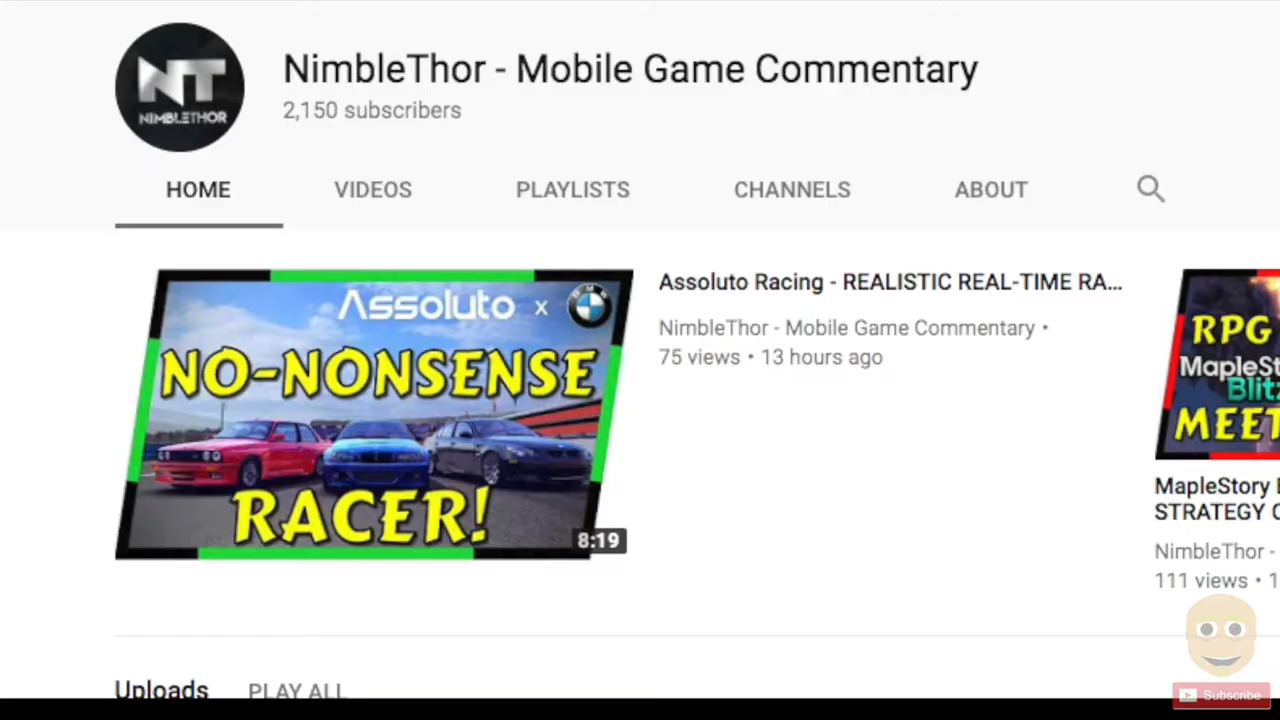 NT
NIMBLETHOR
NimbleThor - Mobile Game Commentary
2,150 subscribers
HOME VIDEOS PLAYLISTS CHANNELS ABOUT
Assoluto x BMW
NO-NONSENSE
RACER!
8:19
Assoluto Racing - REALISTIC REAL-TIME RA...
NimbleThor - Mobile Game Commentary •
75 views • 13 hours ago
RPG
MapleSt
Blitz
MEET
MapleStory
STRATEGY
NimbleThor -
111 views • 1
Uploads PLAY ALL
Subscribe